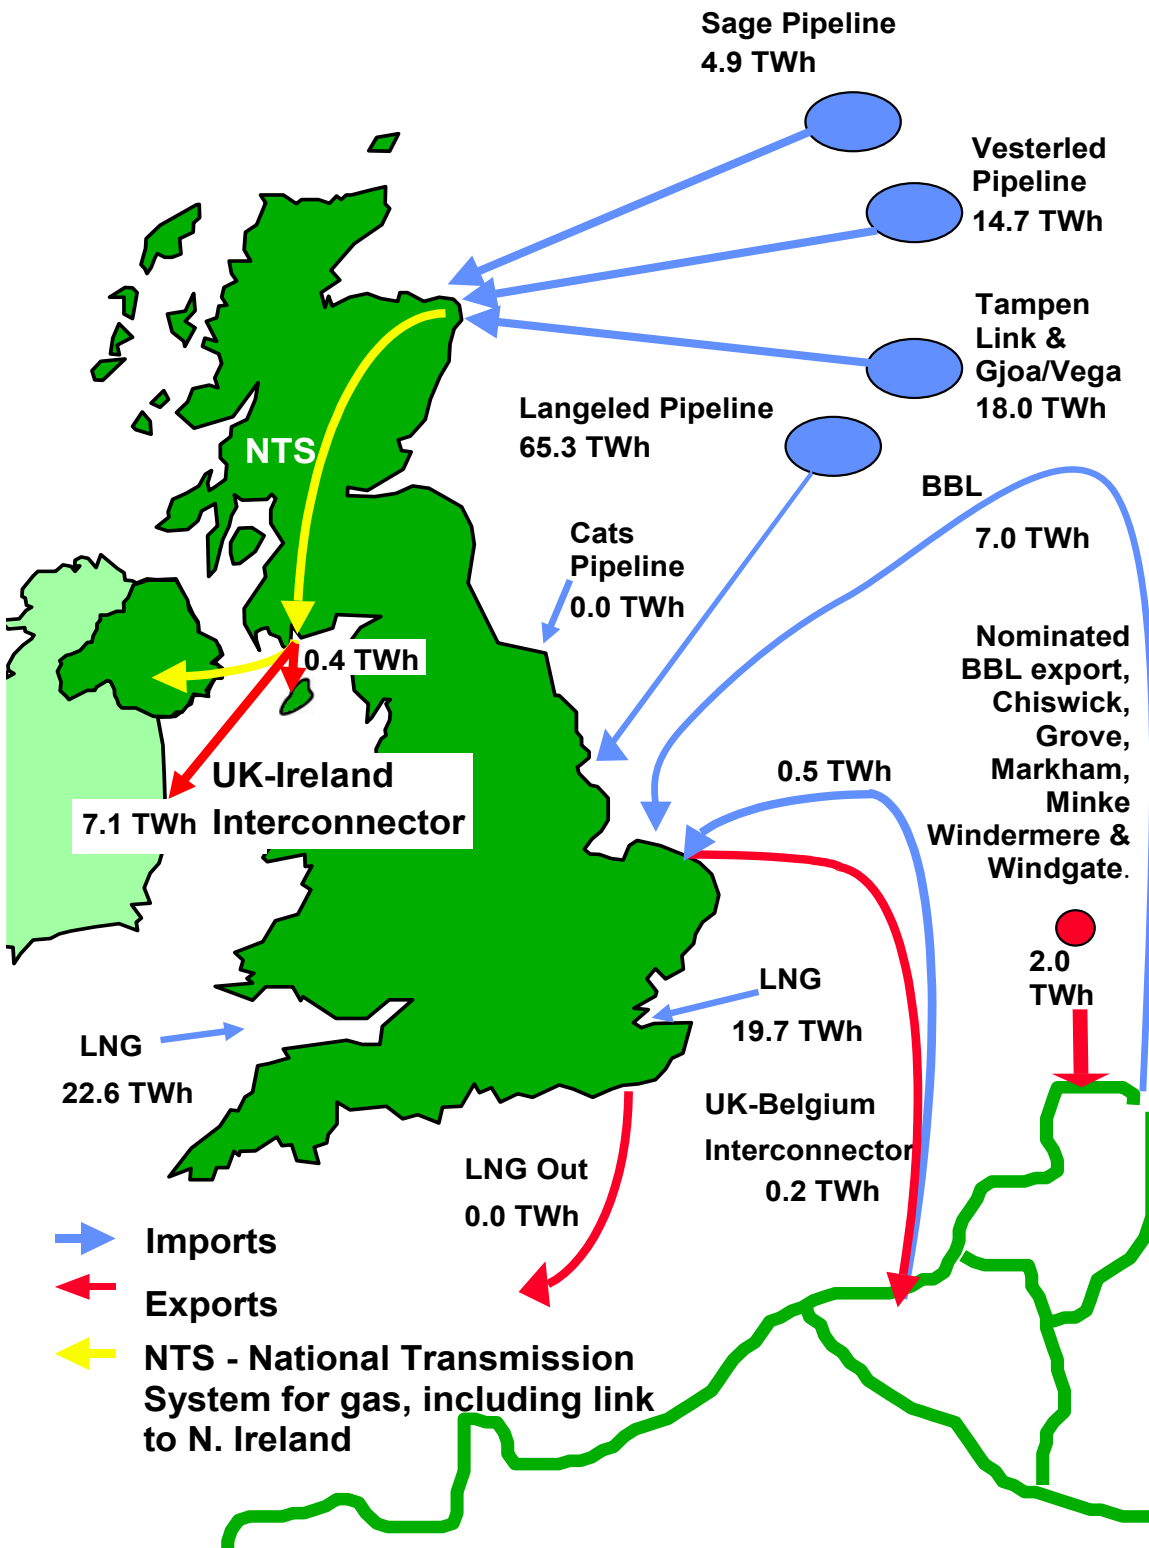 Sage Pipeline
4.9 TWh
Vesterled
Pipeline
14.7 TWh
Tampen
Link &
Gjoa/Vega
18.0 TWh
Langeled Pipeline
65.3 TWh
BBL
7.0 TWh
NTS
Cats
Pipeline
0.0 TWh
Nominated
BBL export,
Chiswick,
Grove,
Markham,
Minke
Windermere &
Windgate.
2.0
TWh
0.4 TWh
UK-Ireland
Interconnector
7.1 TWh
0.5 TWh
LNG
19.7 TWh
LNG
22.6 TWh
UK-Belgium
Interconnector
0.2 TWh
LNG Out
0.0 TWh
Imports
Exports
NTS - National Transmission
System for gas, including link
to N. Ireland